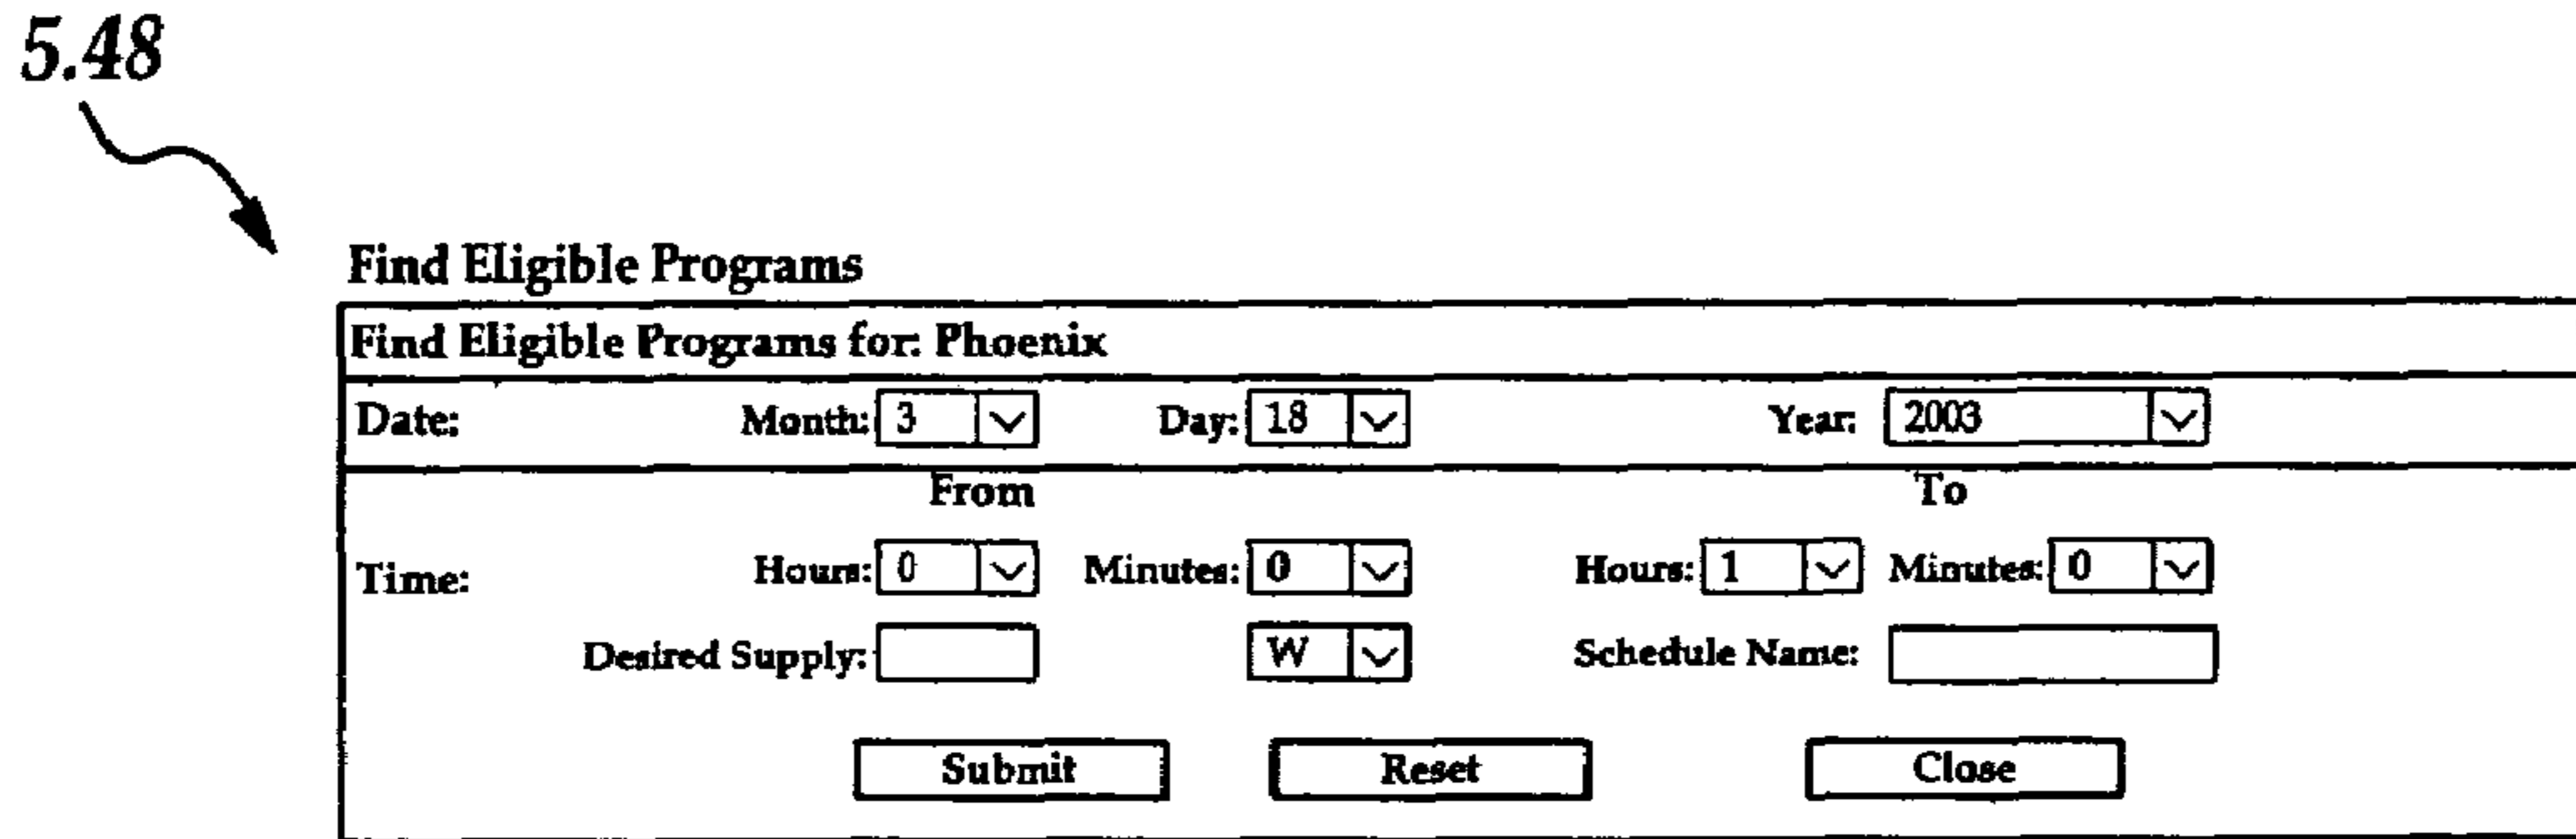 5.48
Find Eligible Programs
Find Eligible Programs for: Phoenix
Date: Month: 3 Day: 18 Year: 2003
From To
Time: Hours: 0 Minutes: 0 Hours: 1 Minutes: 0
Desired Supply: W Schedule Name:
Submit Reset Close